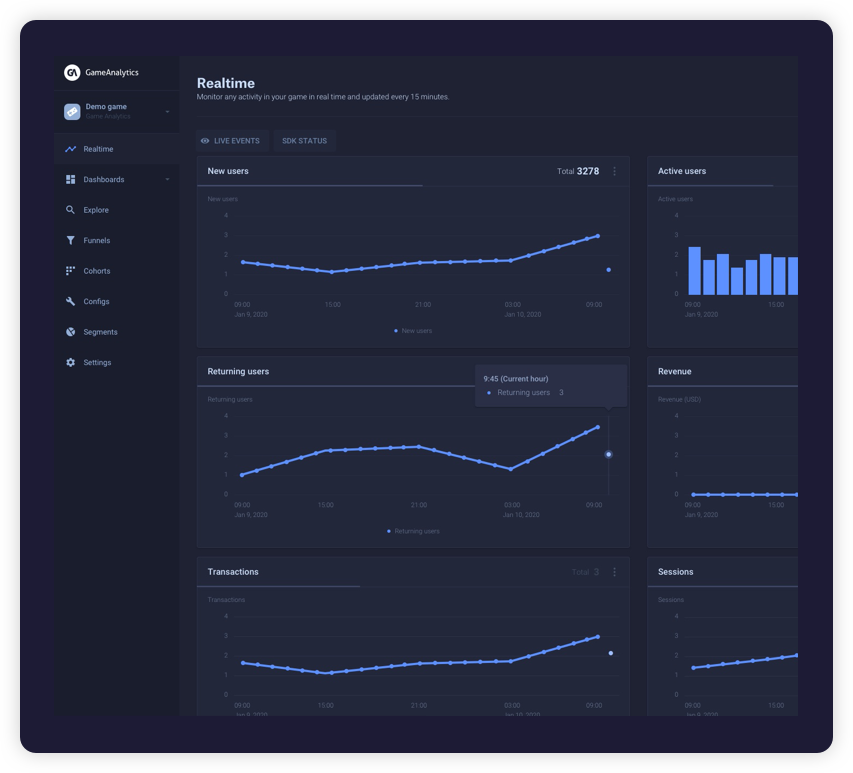 GameAnalytics
Demo game
Game Analytics
Realtime
Dashboards
Explore
Funnels
Cohorts
Configs
Segments
Settings
Realtime
Monitor any activity in your game in real time and updated every 15 minutes.
LIVE EVENTS SDK STATUS
New users Total 3278
New users
4
3
2
1
0
09:00 15:00 21:00 03:00 09:00
Jan 9, 2020 Jan 10, 2020
New users
Active users
Active users
4
3
2
1
0
09:00 15:00
Jan 9, 2020
Returning users
9:45 (Current hour)
Returning users 3
Returning users
4
3
2
1
0
09:00 15:00 21:00 03:00 09:00
Jan 9, 2020 Jan 10, 2020
Returning users
Revenue
Revenue (USD)
4
3
2
1
0
09:00 15:00
Jan 9, 2020
Transactions Total 3
Transactions
4
3
2
1
0
09:00 15:00 21:00 03:00 09:00
Jan 9, 2020 Jan 10, 2020
Sessions
Sessions
4
3
2
1
0
09:00 15:00
Jan 9, 2020